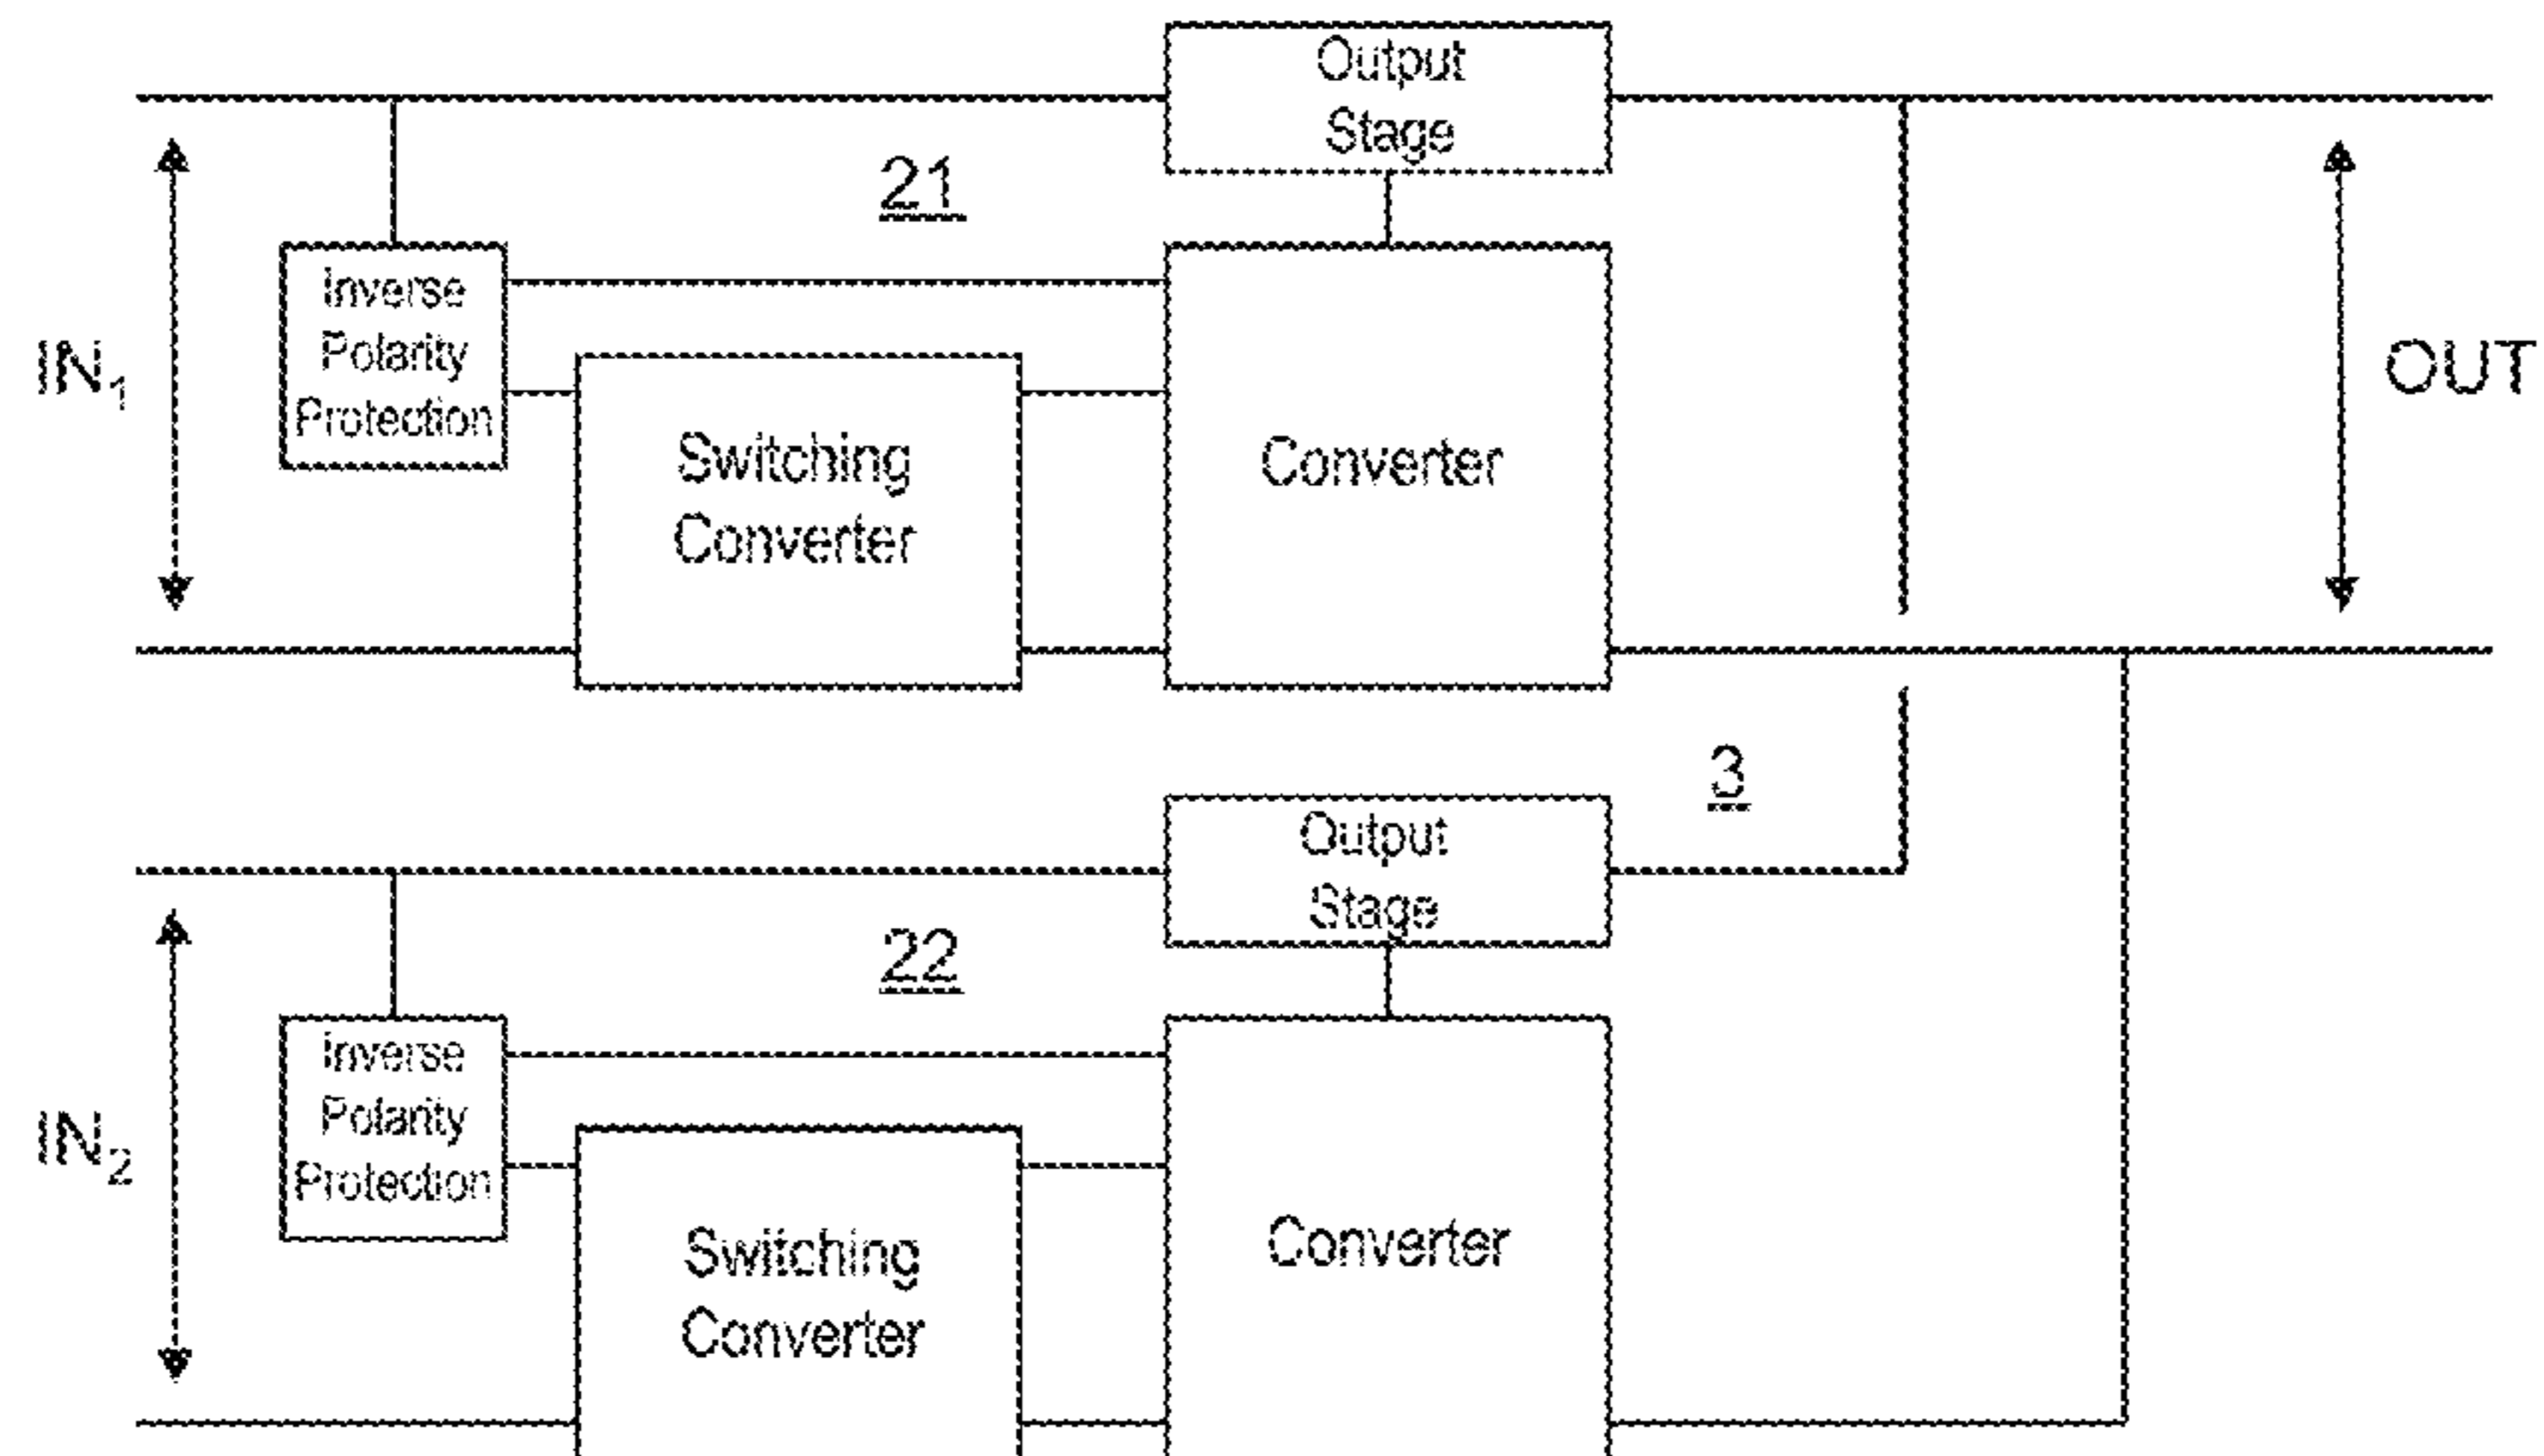 Output
Stage
21
Inverse
Polarity
Protection
IN₁
Switching
Converter
Converter
OUT
3
Output
Stage
22
Inverse
Polarity
Protection
IN₂
Switching
Converter
Converter